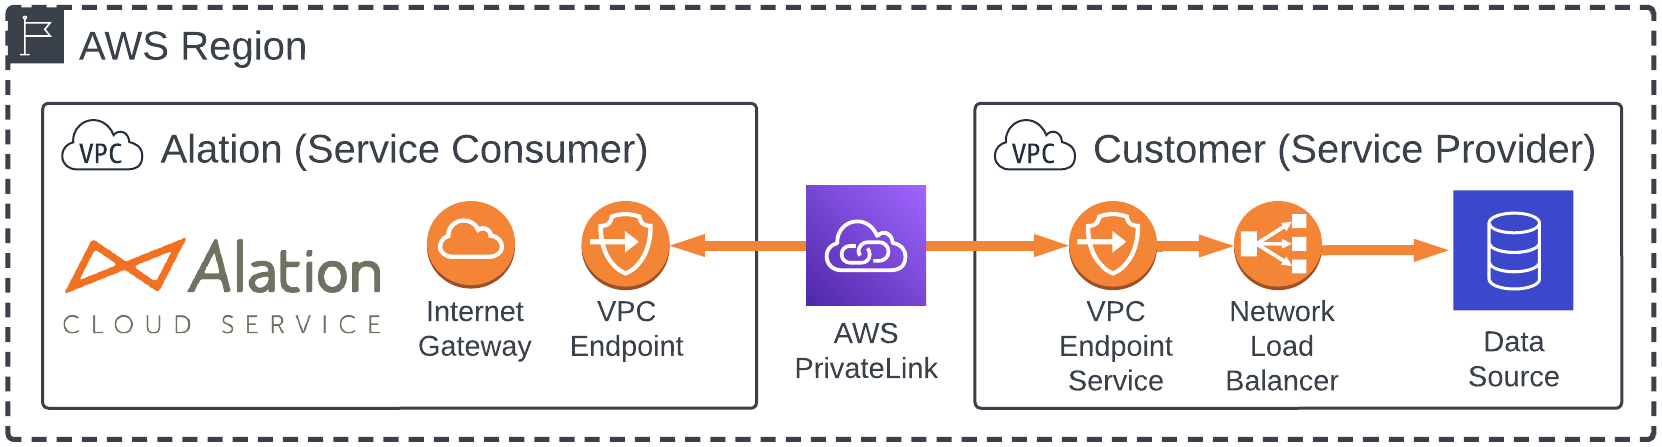 AWS Region
VPC
Alation (Service Consumer)
Alation
CLOUD SERVICE
Internet
Gateway
VPC
Endpoint
AWS
PrivateLink
VPC
Customer (Service Provider)
VPC
Endpoint
Service
Network
Load
Balancer
Data
Source